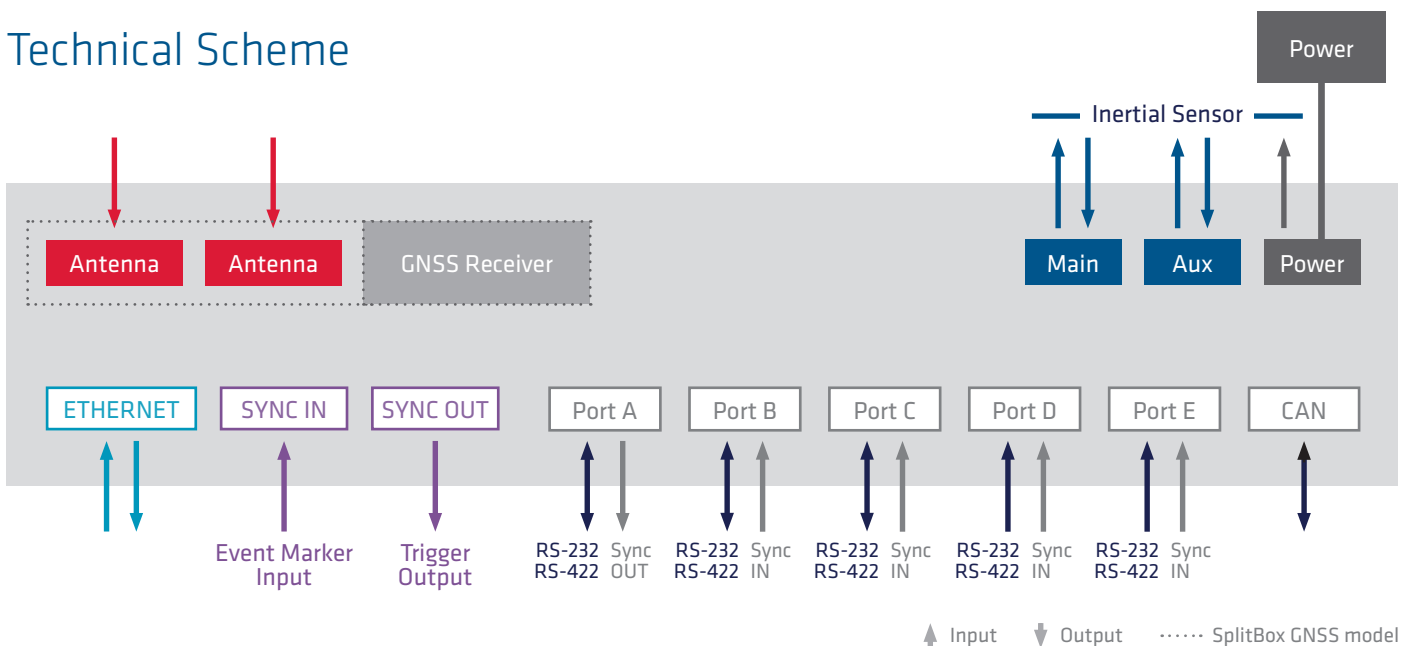 Technical Scheme
Power
Inertial Sensor
Antenna
Antenna
GNSS Receiver
Main
Aux
Power
ETHERNET
SYNC IN
SYNC OUT
Port A
Port B
Port C
Port D
Port E
CAN
Event Marker
Input
Trigger
Output
RS-232 Sync
RS-422 OUT
RS-232 Sync
RS-422 IN
RS-232 Sync
RS-422 IN
RS-232 Sync
RS-422 IN
RS-232 Sync
RS-422 IN
Input
Output
SplitBox GNSS model